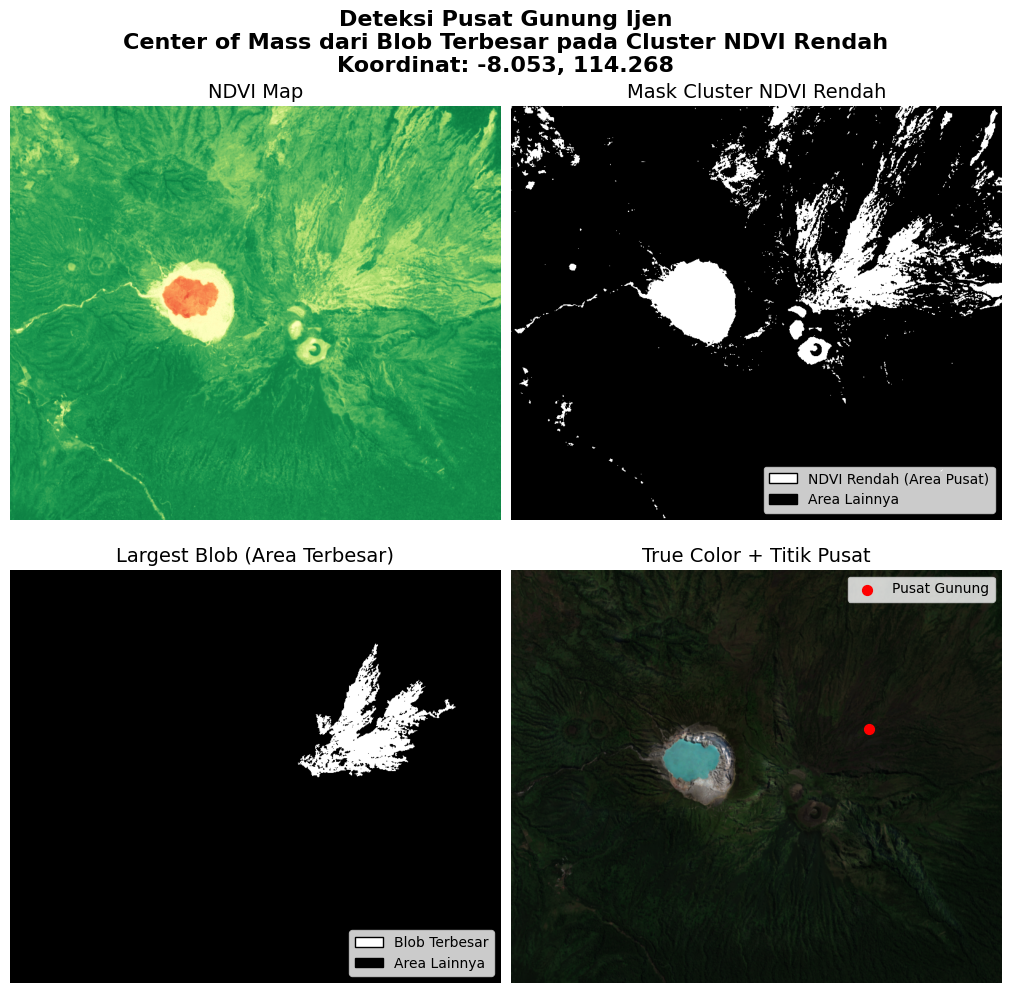 Deteksi Pusat Gunung Ijen
Center of Mass dari Blob Terbesar pada Cluster NDVI Rendah
Koordinat: -8.053, 114.268
NDVI Map
Mask Cluster NDVI Rendah
NDVI Rendah (Area Pusat)
Area Lainnya
Largest Blob (Area Terbesar)
True Color + Titik Pusat
Pusat Gunung
Blob Terbesar
Area Lainnya